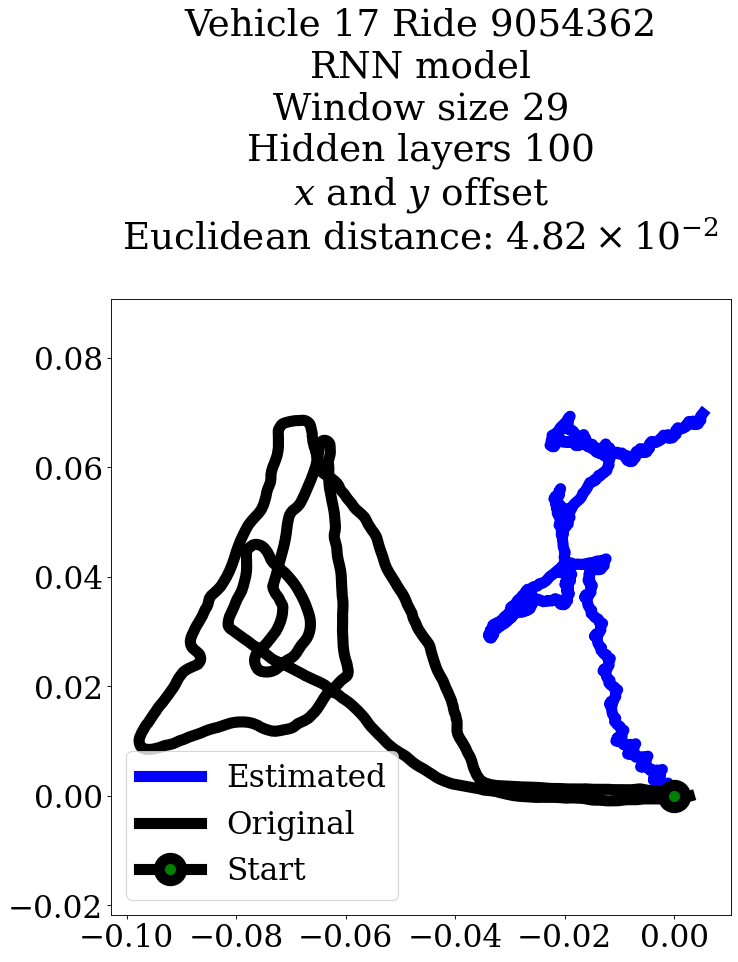 Vehicle 17 Ride 9054362
RNN model
Window size 29
Hidden layers 100
x and y offset
Euclidean distance: 4.82 × 10⁻²
0.08
0.06
0.04
0.02
0.00
−0.02
Estimated
Original
Start
−0.10 −0.08 −0.06 −0.04 −0.02 0.00